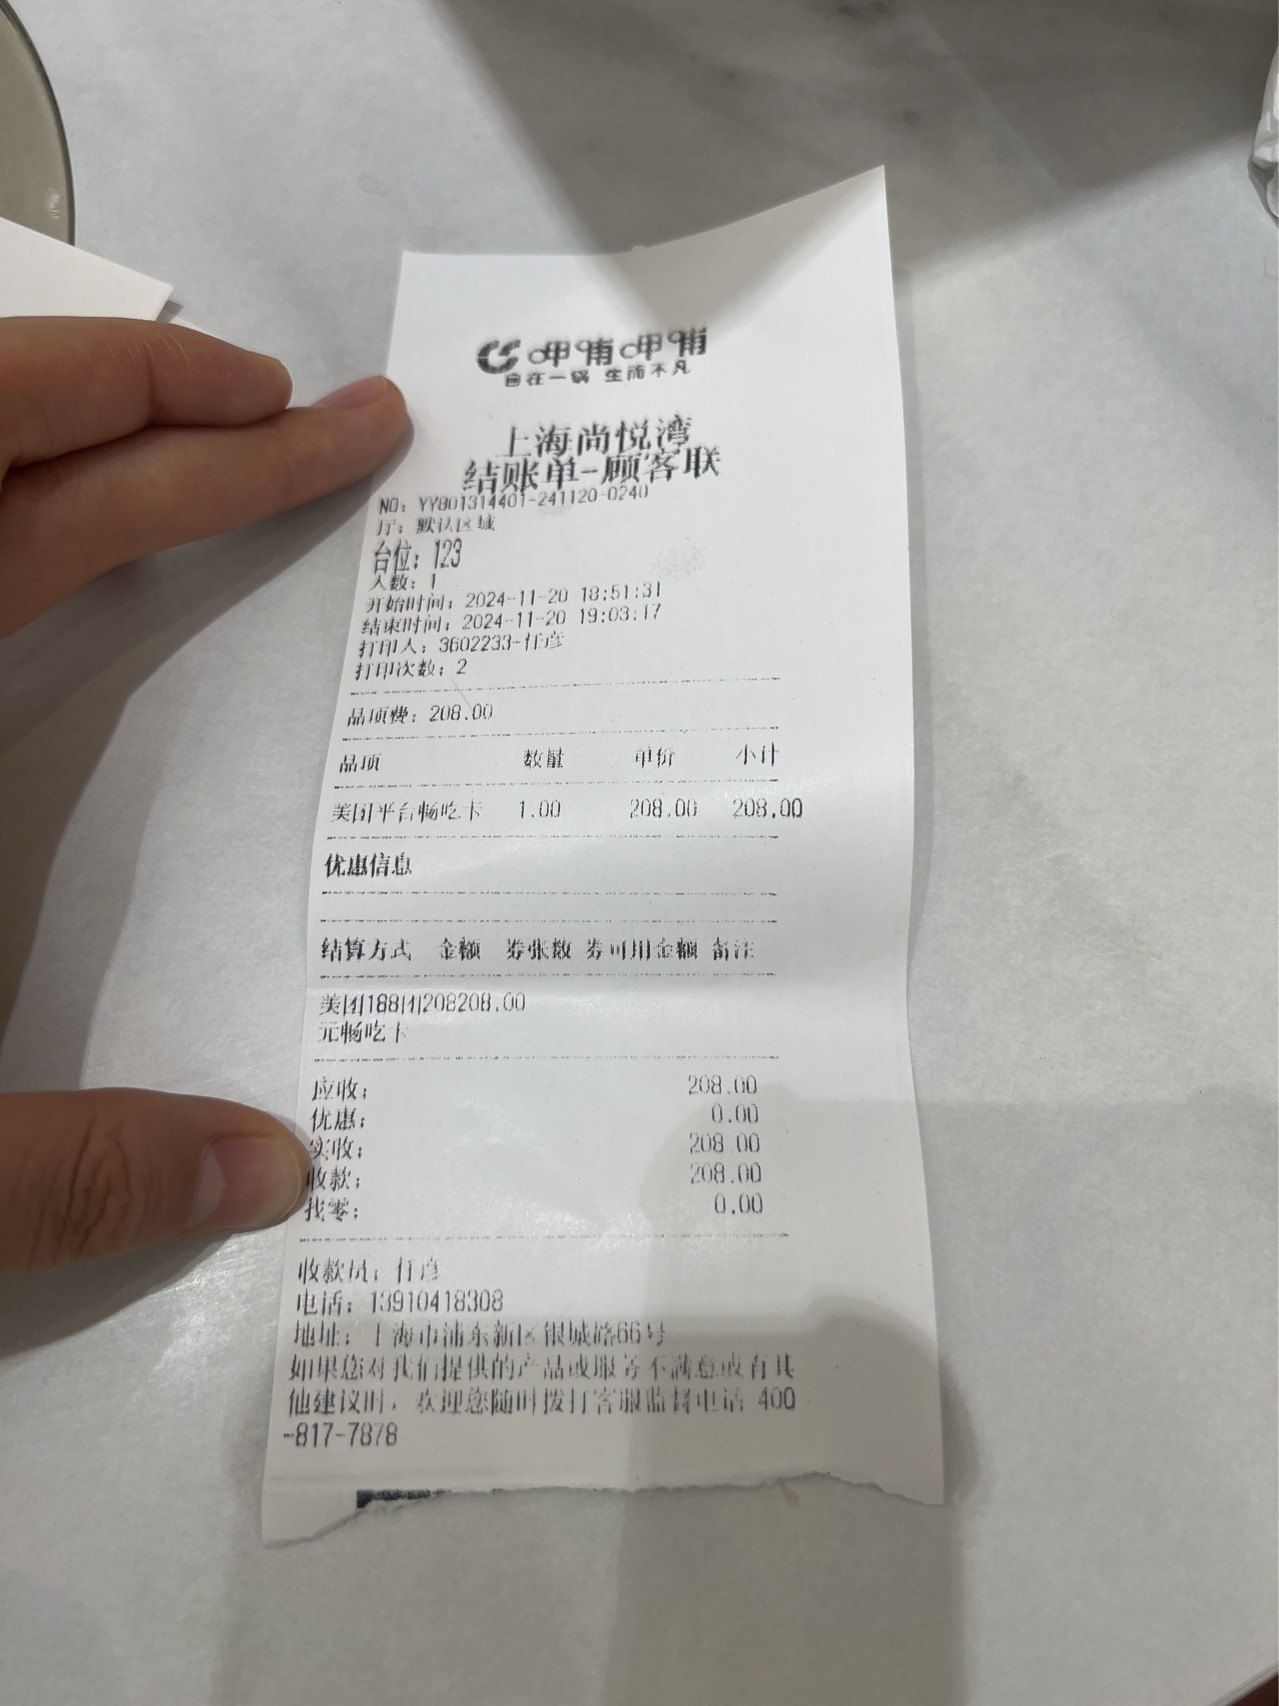 呷哺呷哺
自在一锅 生而不凡
上海尚悦湾
结账单-顾客联
NO: YY801314401-241120-0240
厅: 默认区域
台位: 123
人数: 1
开始时间: 2024-11-20 18:51:31
结束时间: 2024-11-20 19:03:17
打印人: 3602233-任彦
打印次数: 2
品项费: 208.00
品项 数量 单价 小计
美团平台畅吃卡 1.00 208.00 208.00
优惠信息
结算方式 金额 券张数 券可用金额 备注
美团188团208208.00
元畅吃卡
应收: 208.00
优惠: 0.00
实收: 208.00
收款: 208.00
找零: 0.00
收款员: 任彦
电话: 13910418308
地址: 上海市浦东新区银城路66号
如果您对我们提供的产品或服务不满意或有其
他建议时, 欢迎您随时拨打客服监督电话 400
-817-7878